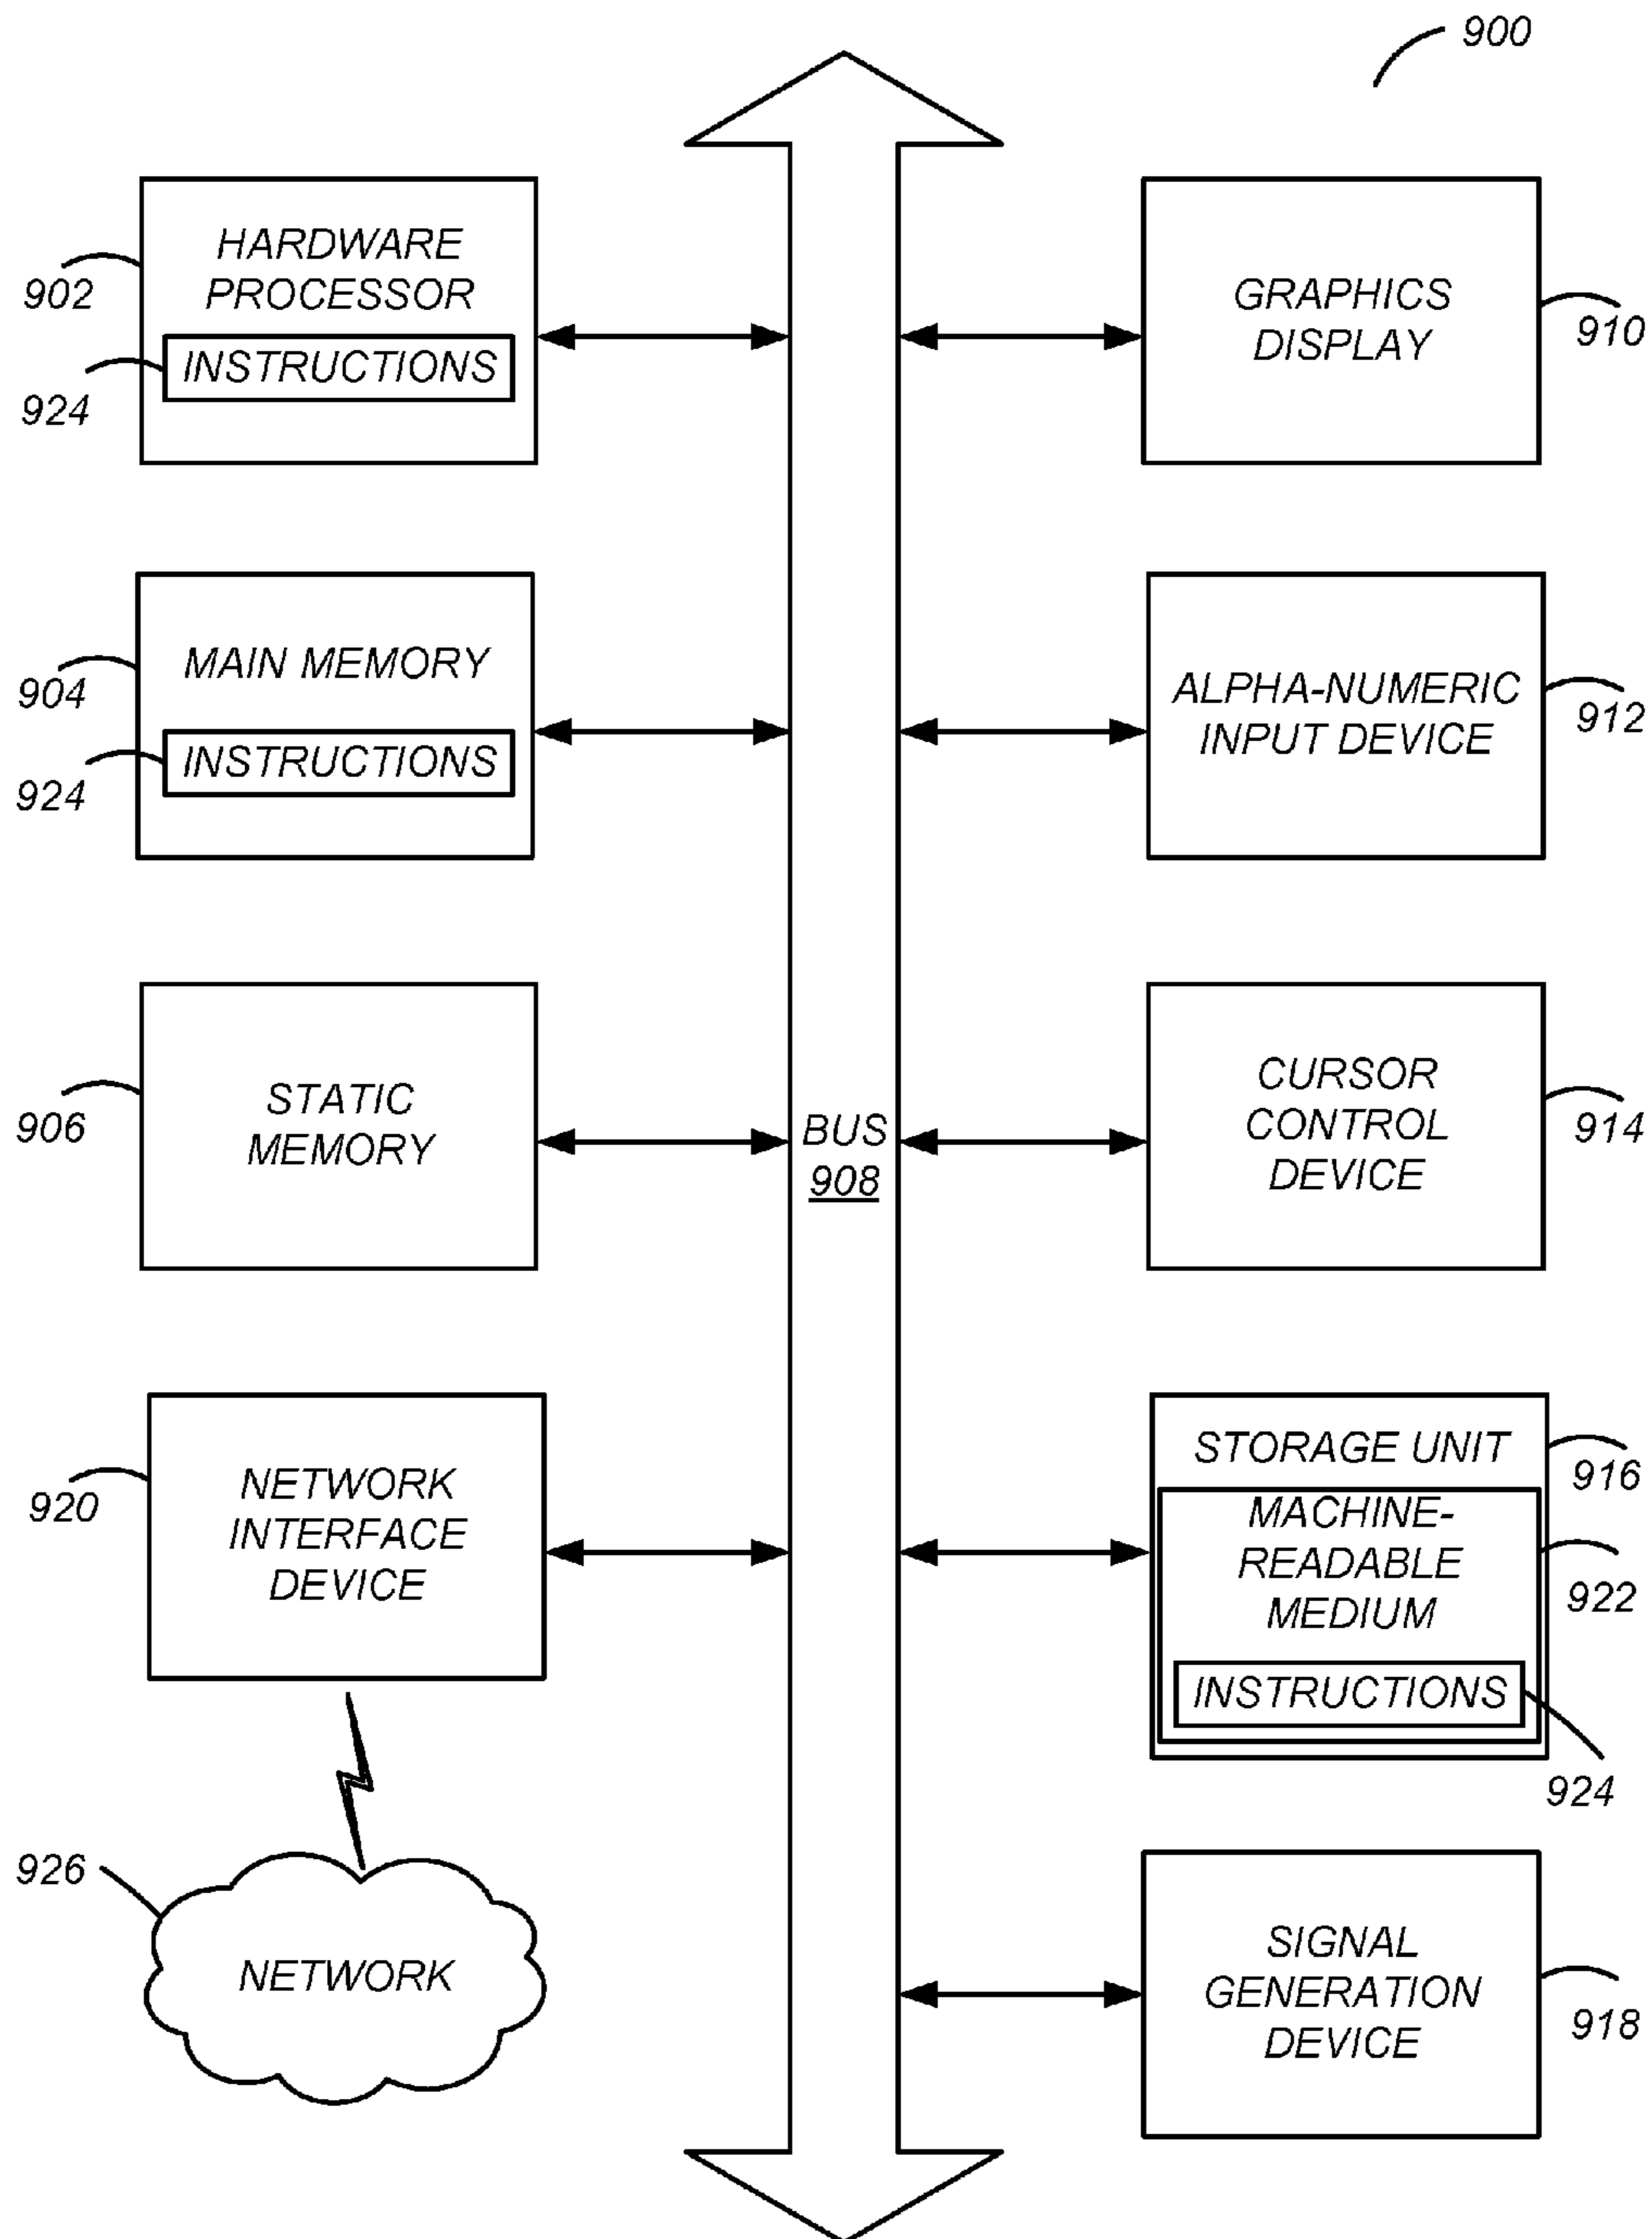 900
HARDWARE
PROCESSOR
902
INSTRUCTIONS
924
GRAPHICS
DISPLAY
910
MAIN MEMORY
904
INSTRUCTIONS
924
ALPHA-NUMERIC
INPUT DEVICE
912
STATIC
MEMORY
906
BUS
908
CURSOR
CONTROL
DEVICE
914
NETWORK
INTERFACE
DEVICE
920
STORAGE UNIT
916
MACHINE-
READABLE
MEDIUM
922
INSTRUCTIONS
924
926
NETWORK
SIGNAL
GENERATION
DEVICE
918